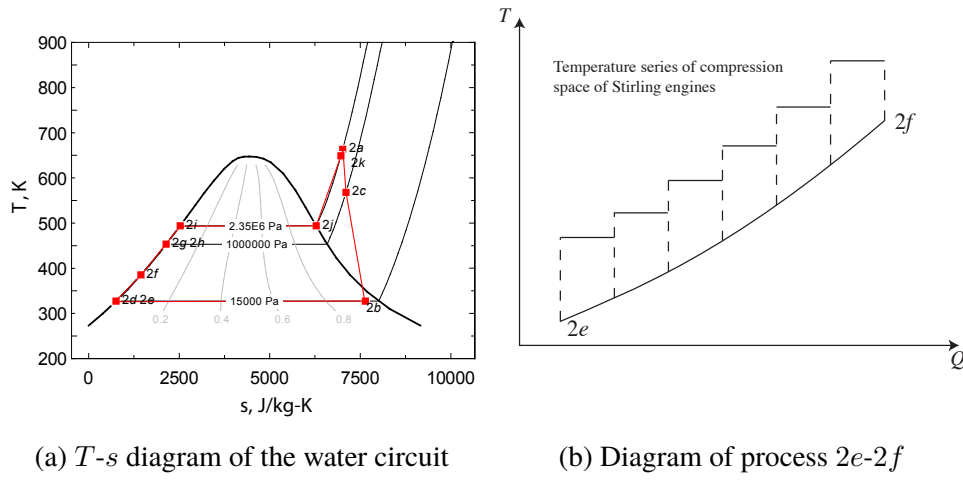 900
800
700
600
500
400
300
200
T, K
0
2500
5000
7500
10000
s, J/kg-K
2a
2k
2c
2i
2.35E6 Pa
2j
2g 2h
1000000 Pa
2f
2d 2e
15000 Pa
2b
0.2
0.4
0.6
0.8
(a) T-s diagram of the water circuit
T
Temperature series of compression
space of Stirling engines
2f
2e
Q
(b) Diagram of process 2e-2f